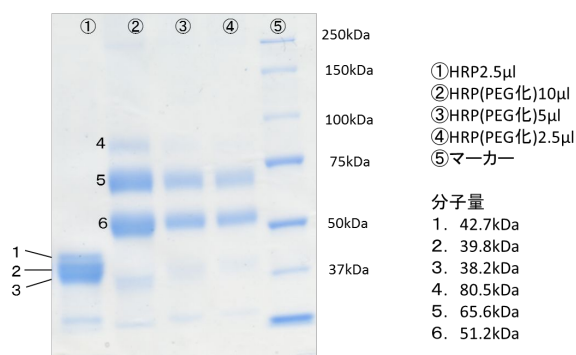 ① ② ③ ④ ⑤
250kDa
150kDa
100kDa
75kDa
50kDa
37kDa
4
5
6
1
2
3
①HRP2.5μl
②HRP(PEG化)10μl
③HRP(PEG化)5μl
④HRP(PEG化)2.5μl
⑤マーカー
分子量
1. 42.7kDa
2. 39.8kDa
3. 38.2kDa
4. 80.5kDa
5. 65.6kDa
6. 51.2kDa